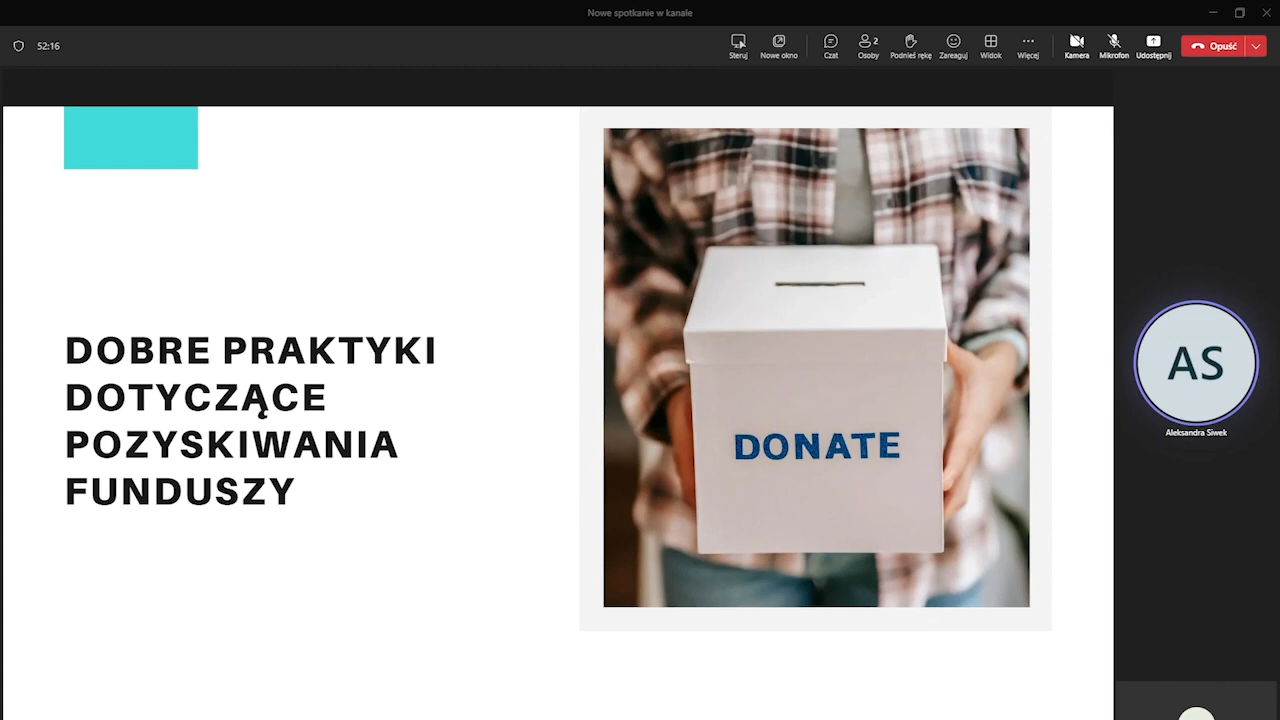 Nowe spotkanie w kanale
52:16
Steruj
Nowe okno
Czat
2
Osoby
Podnieś rękę
Zareaguj
Widok
Więcej
Kamera
Mikrofon
Udostępnij
Opuść
DOBRE PRAKTYKI
DOTYCZĄCE
POZYSKIWANIA
FUNDUSZY
DONATE
AS
Aleksandra Siwek